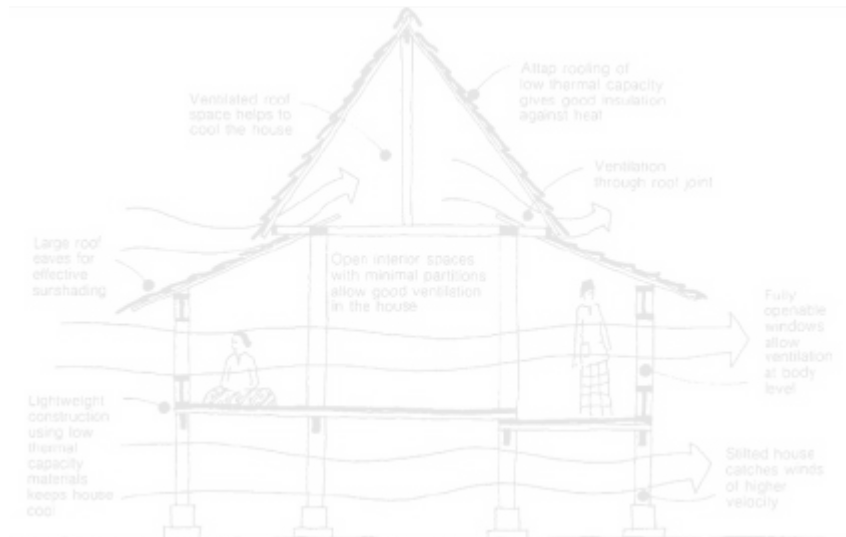 Attap roofing of
low thermal capacity
gives good insulation
against heat
Ventilated roof
space helps to
cool the house
Ventilation
through roof joint
Large roof
eaves for
effective
sunshading
Open interior spaces
with minimal partitions
allow good ventilation
in the house
Fully
openable
windows
allow
ventilation
at body
level
Lightweight
construction
using low
thermal
capacity
materials
keeps house
cool
Stilted house
catches winds
of higher
velocity